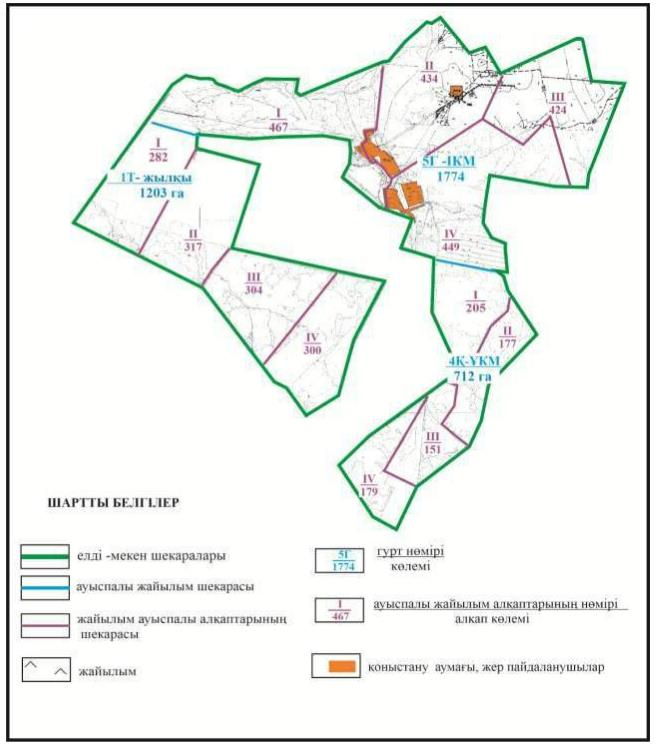 II
434
III
424
I
467
I
282
1Т- жылқы
1203 га
5Г -ІКМ
1774
II
317
IV
449
III
304
I
205
II
177
IV
300
4Қ-ҰКМ
712 га
III
151
IV
179
ШАРТТЫ БЕЛГІЛЕР
елді -мекен шекаралары
ауыспалы жайылым шекарасы
жайылым ауыспалы алқаптарының
шекарасы
жайылым
5Г
1774
гурт нөмірі
көлемі
I
467
ауыспалы жайылым алқаптарының нөмірі
алқап көлемі
қоныстану аумағы, жер пайдаланушылар